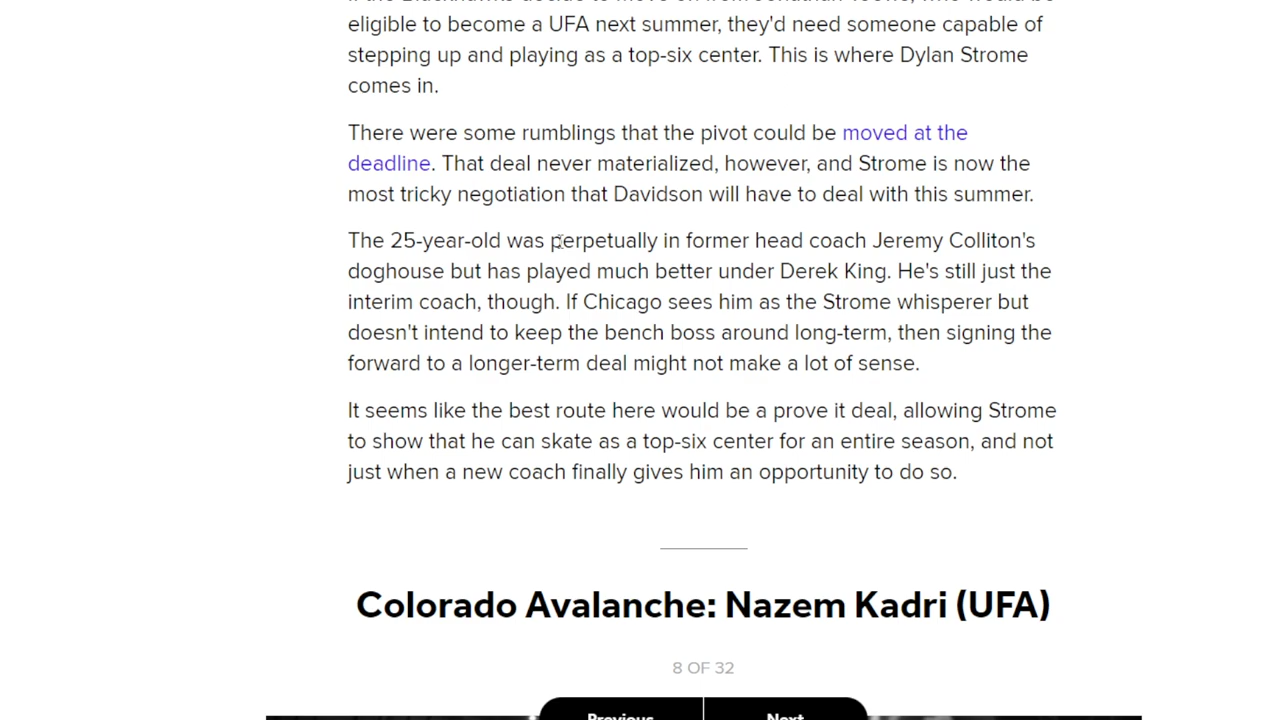 eligible to become a UFA next summer, they'd need someone capable of
stepping up and playing as a top-six center. This is where Dylan Strome
comes in.
There were some rumblings that the pivot could be moved at the
deadline. That deal never materialized, however, and Strome is now the
most tricky negotiation that Davidson will have to deal with this summer.
The 25-year-old was perpetually in former head coach Jeremy Colliton's
doghouse but has played much better under Derek King. He's still just the
interim coach, though. If Chicago sees him as the Strome whisperer but
doesn't intend to keep the bench boss around long-term, then signing the
forward to a longer-term deal might not make a lot of sense.
It seems like the best route here would be a prove it deal, allowing Strome
to show that he can skate as a top-six center for an entire season, and not
just when a new coach finally gives him an opportunity to do so.
Colorado Avalanche: Nazem Kadri (UFA)
8 OF 32
Previous
Next